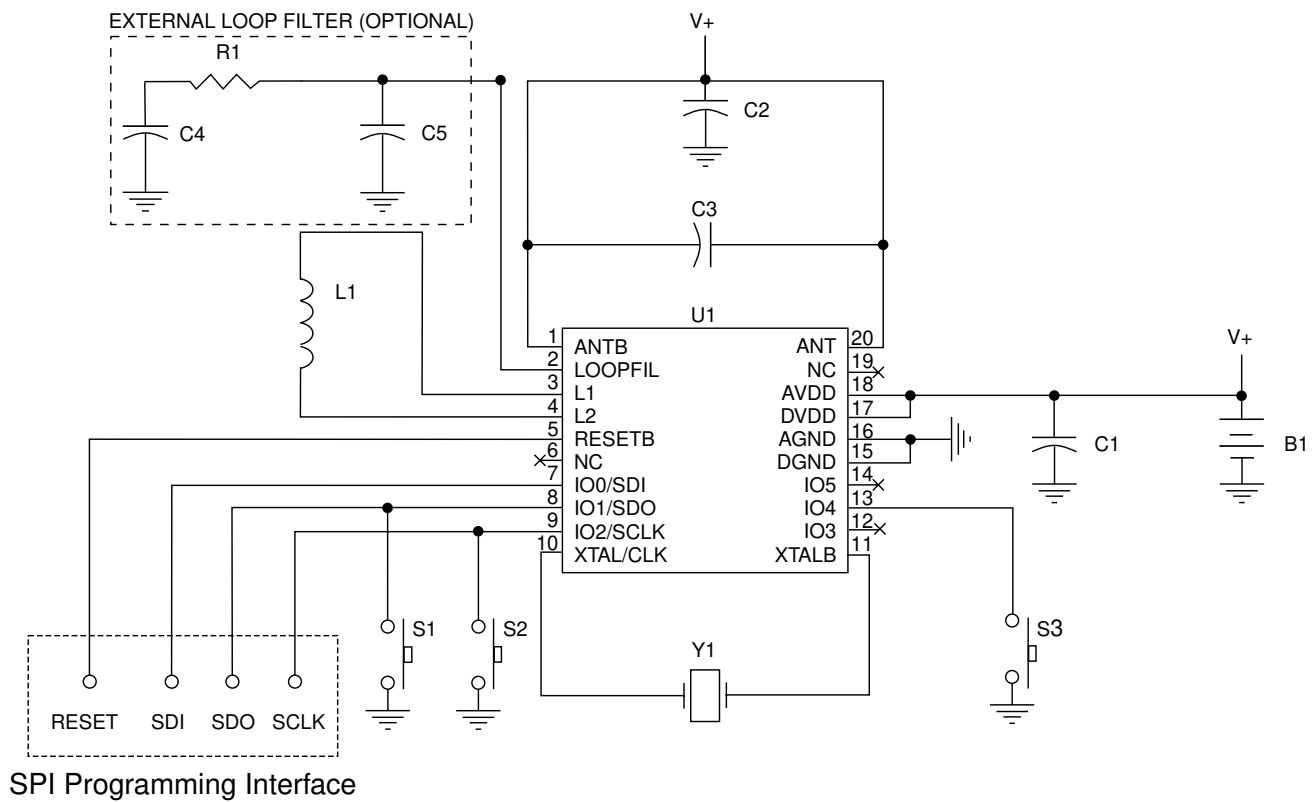 EXTERNAL LOOP FILTER (OPTIONAL)
V+
R1
C2
C4
C5
C3
L1
U1
V+
1
ANTB
ANT
20
2
LOOPFIL
NC
19
3
L1
AVDD
18
4
L2
DVDD
17
5
RESETB
AGND
16
6
NC
DGND
15
7
IO0/SDI
IO5
14
8
IO1/SDO
IO4
13
9
IO2/SCLK
IO3
12
10
XTAL/CLK
XTALB
11
C1
B1
S1
S2
Y1
S3
RESET
SDI
SDO
SCLK
SPI Programming Interface